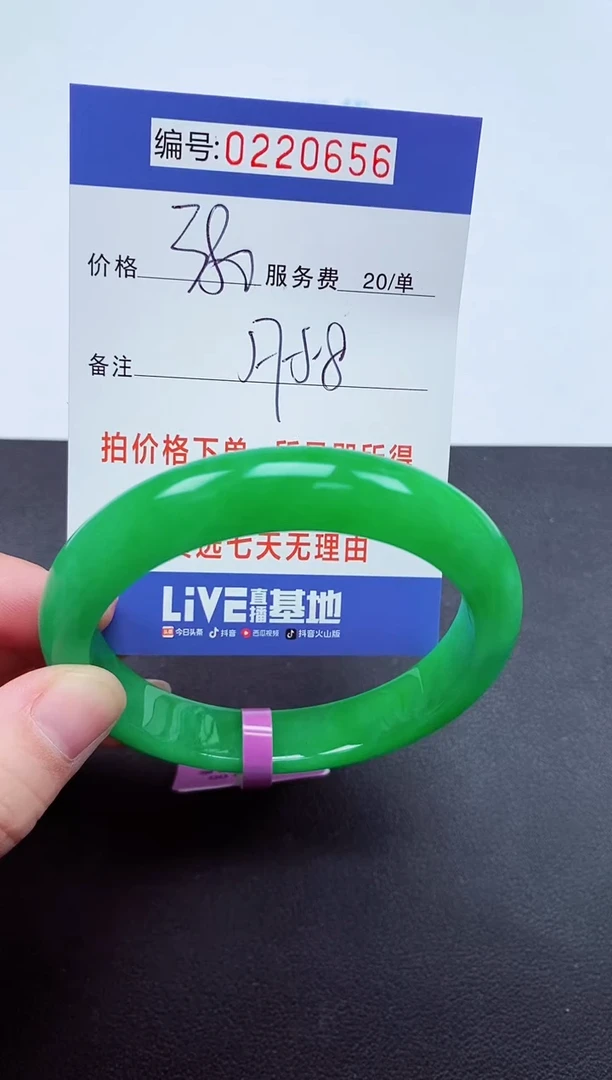 编号:0220656
价格 380 服务费 20/单
备注 58
拍价格下单
七天无理由
LiVE直播基地
今日头条 抖音 西瓜视频 抖音火山版